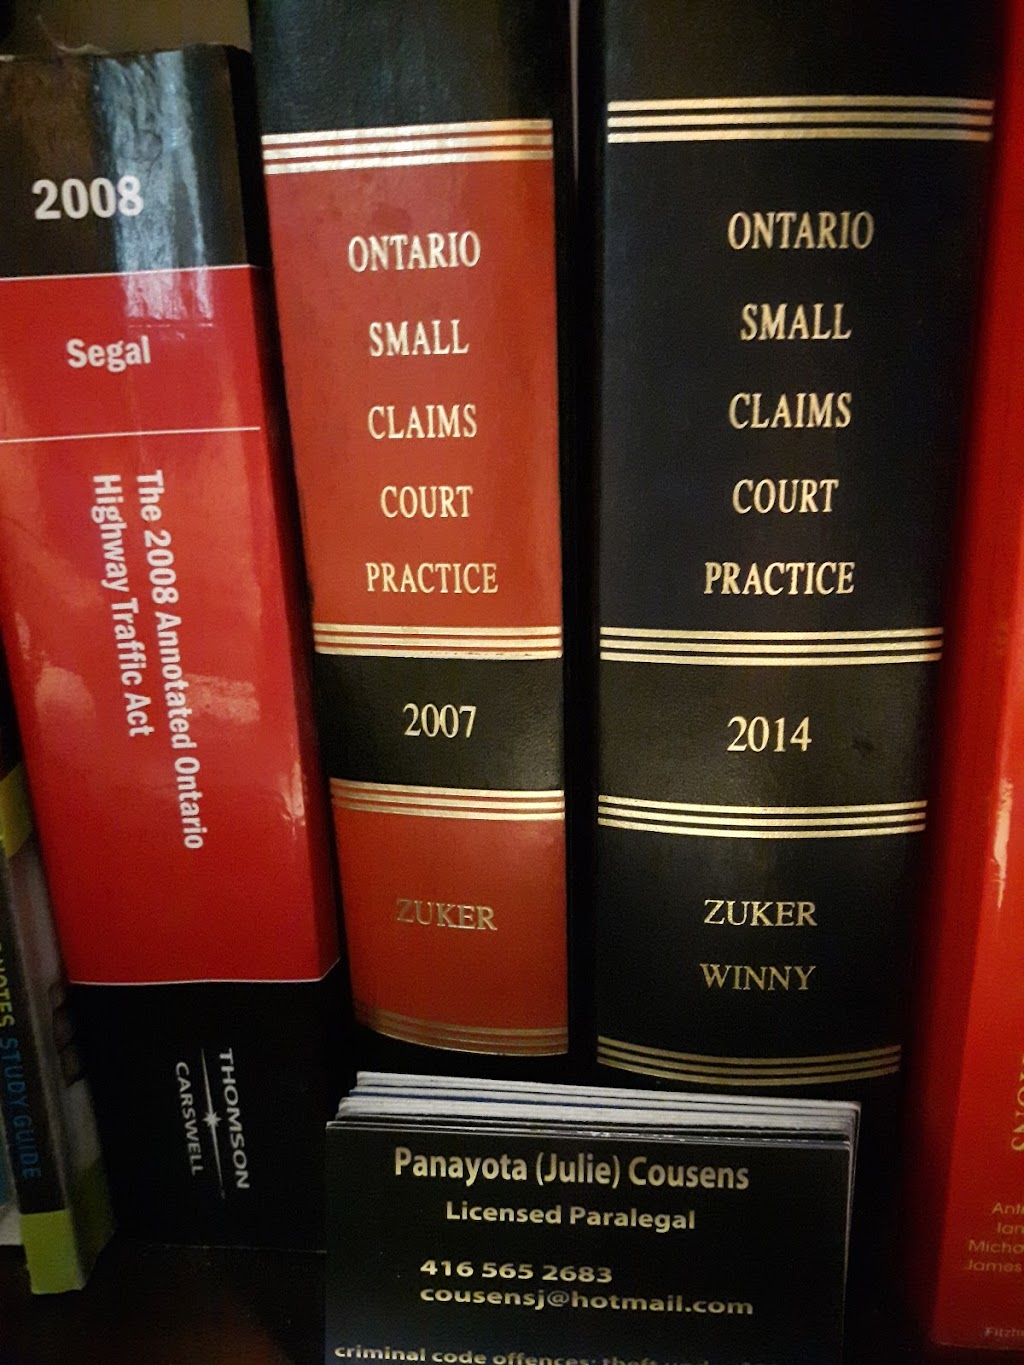 2008
Segal
The 2008 Annotated Ontario
Highway Traffic Act
THOMSON
CARSWELL
STUDY GUIDE
ONTARIO
SMALL
CLAIMS
COURT
PRACTICE
2007
ZUKER
ONTARIO
SMALL
CLAIMS
COURT
PRACTICE
2014
ZUKER
WINNY
Panayota (Julie) Cousens
Licensed Paralegal
416 565 2683
cousensj@hotmail.com
criminal code offences: theft
James